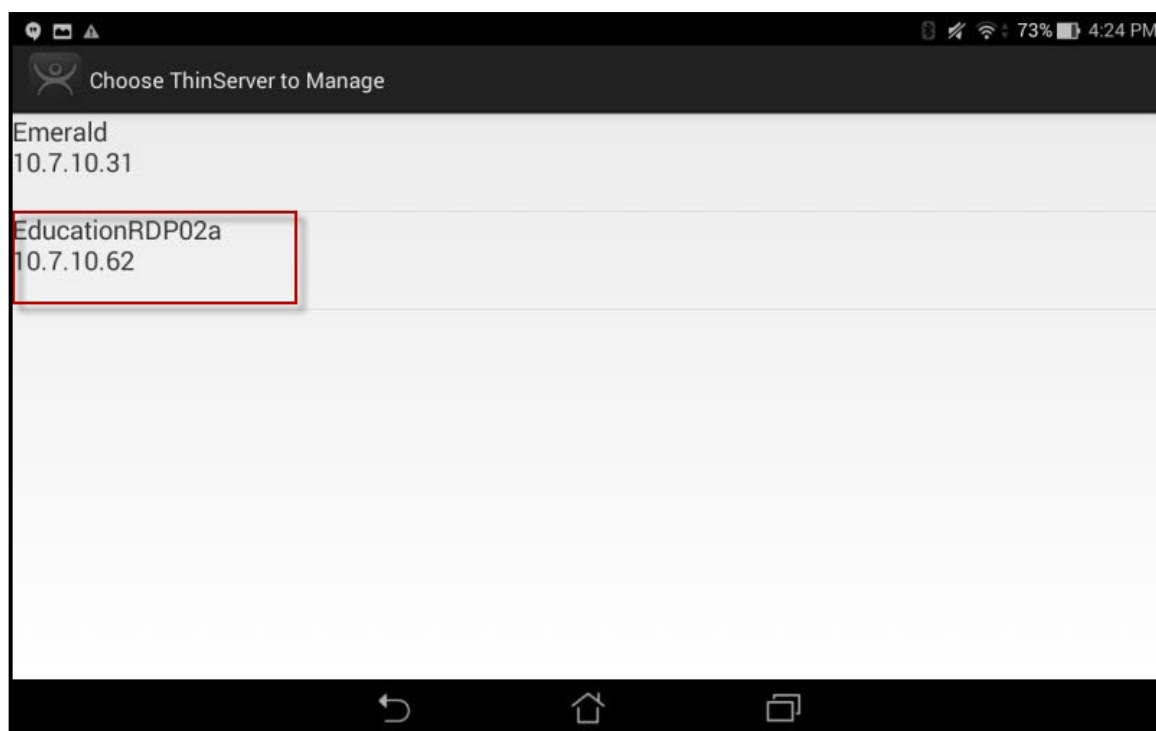 73% 4:24 PM
Choose ThinServer to Manage
Emerald
10.7.10.31
EducationRDP02a
10.7.10.62